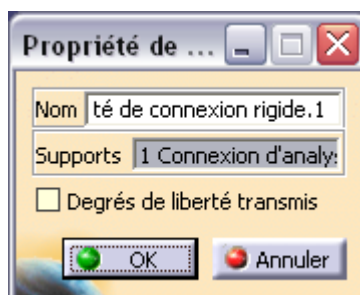 Propriété de ...
Nom té de connexion rigide.1
Supports 1 Connexion d'analy
Degrés de liberté transmis
OK Annuler